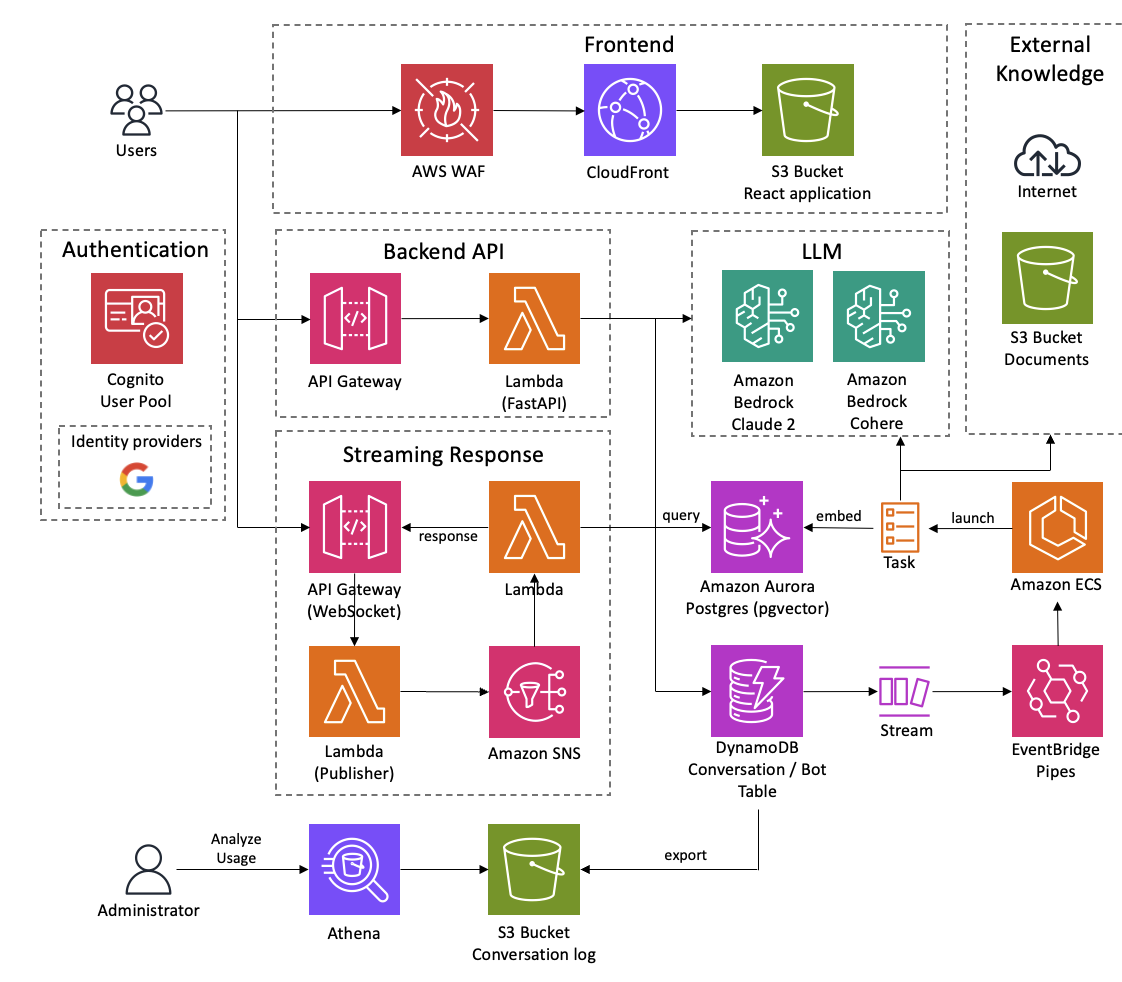 Frontend
External
Knowledge
Users
AWS WAF
CloudFront
S3 Bucket
React application
Internet
Authentication
Cognito
User Pool
Identity providers
Backend API
API Gateway
Lambda
(FastAPI)
LLM
Amazon
Bedrock
Claude 2
Amazon
Bedrock
Cohere
S3 Bucket
Documents
Streaming Response
API Gateway
(WebSocket)
response
Lambda
query
Amazon Aurora
Postgres (pgvector)
embed
Task
launch
Amazon ECS
Lambda
(Publisher)
Amazon SNS
DynamoDB
Conversation / Bot
Table
Stream
EventBridge
Pipes
Administrator
Analyze
Usage
Athena
S3 Bucket
Conversation log
export